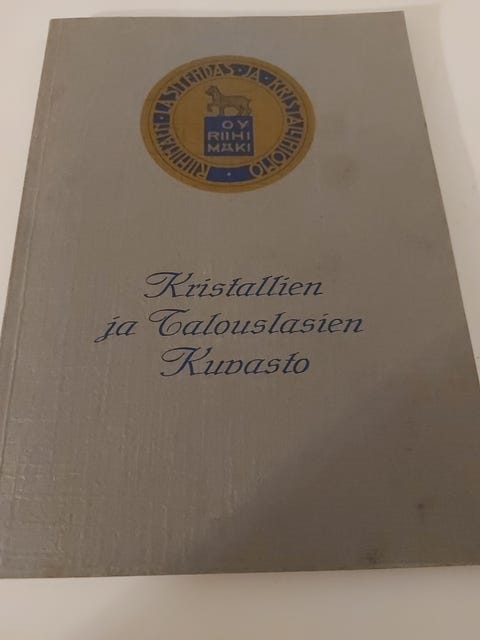 RIIHIMÄEN · LASITEHDAS · JA · KRISTALLIHIOMO
OY
RIIHI
MÄKI
Kristallien
ja Talouslasien
Kuvasto